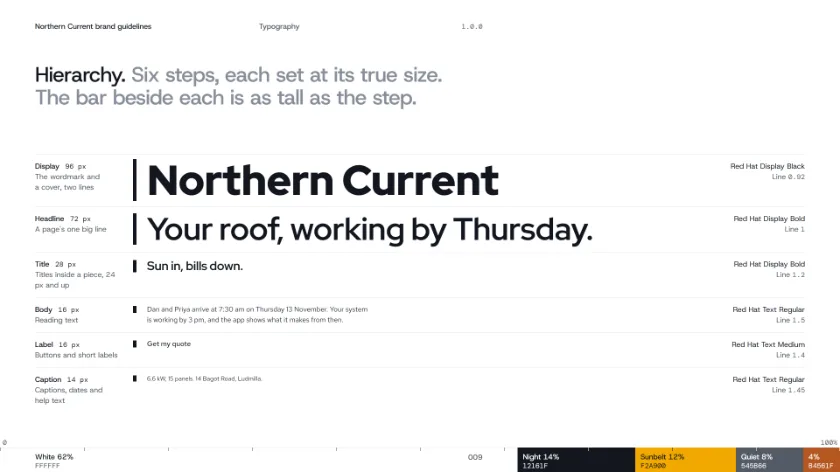 Northern Current brand guidelines
Typography
1.0.0
Hierarchy. Six steps, each set at its true size.
The bar beside each is as tall as the step.
Display 96 px
The wordmark and
a cover, two lines
Northern Current
Red Hat Display Black
Line 0.92
Headline 72 px
A page's one big line
Your roof, working by Thursday.
Red Hat Display Bold
Line 1
Title 28 px
Titles inside a piece, 24
px and up
Sun in, bills down.
Red Hat Display Bold
Line 1.2
Body 16 px
Reading text
Dan and Priya arrive at 7:30 am on Thursday 13 November. Your system
is working by 3 pm, and the app shows what it makes from then.
Red Hat Text Regular
Line 1.5
Label 16 px
Buttons and short labels
Get my quote
Red Hat Text Medium
Line 1.4
Caption 14 px
Captions, dates and
help text
6.6 kW, 15 panels. 14 Bagot Road, Ludmilla.
Red Hat Text Regular
Line 1.45
0
100%
White 62%
FFFFFF
009
Night 14%
12161F
Sunbelt 12%
F2A900
Quiet 8%
545B66
4%
B4561F